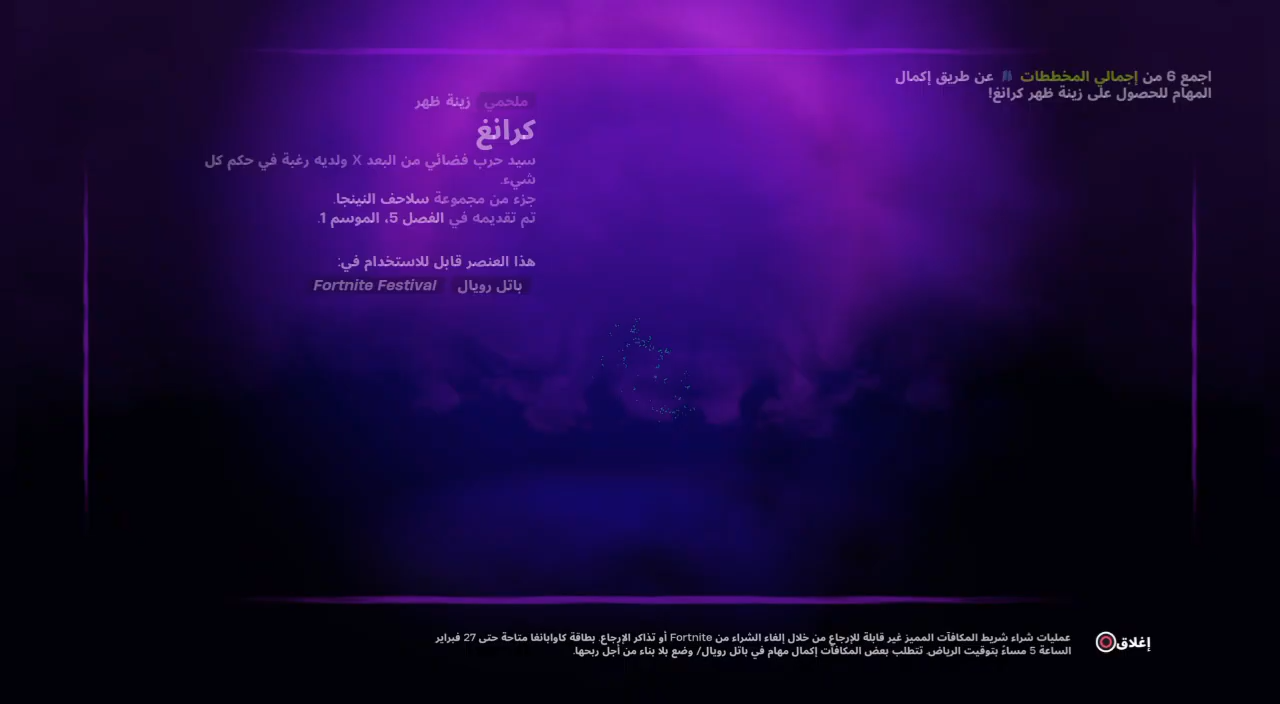 اجمع 6 من إجمالي المخططات عن طريق إكمال
المهام للحصول على زينة ظهر كرانغ!
ملحمي زينة ظهر
كرانغ
سيد حرب فضائي من البعد X ولديه رغبة في حكم كل
شيء.
جزء من مجموعة سلاحف النينجا.
تم تقديمه في الفصل 5، الموسم 1.
هذا العنصر قابل للاستخدام في:
باتل رويال Fortnite Festival
عمليات شراء شريط المكافآت المميز غير قابلة للإرجاع من خلال إلغاء الشراء من Fortnite أو تذاكر الإرجاع. بطاقة كاوابانغا متاحة حتى 27 فبراير
الساعة 5 مساءً بتوقيت الرياض. تتطلب بعض المكافآت إكمال مهام في باتل رويال/ وضع بلا بناء من أجل ربحها.
إغلاق